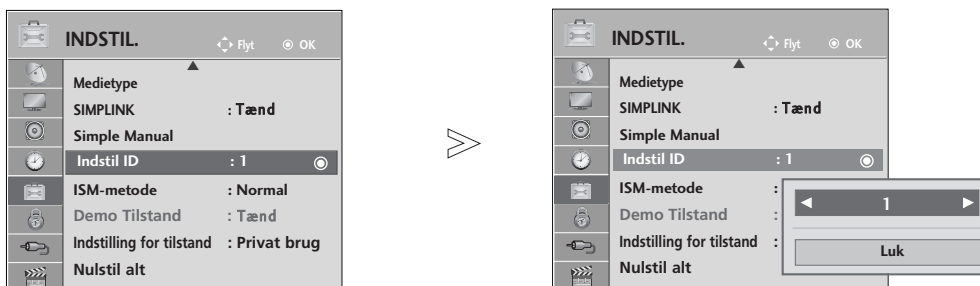 INDSTIL. Flyt OK
Medietype
SIMPLINK : Tænd
Simple Manual
Indstil ID : 1
ISM-metode : Normal
Demo Tilstand : Tænd
Indstilling for tilstand : Privat brug
Nulstil alt
INDSTIL. Flyt OK
Medietype
SIMPLINK : Tænd
Simple Manual
Indstil ID : 1
ISM-metode :
Demo Tilstand :
Indstilling for tilstand :
Nulstil alt
1
Luk